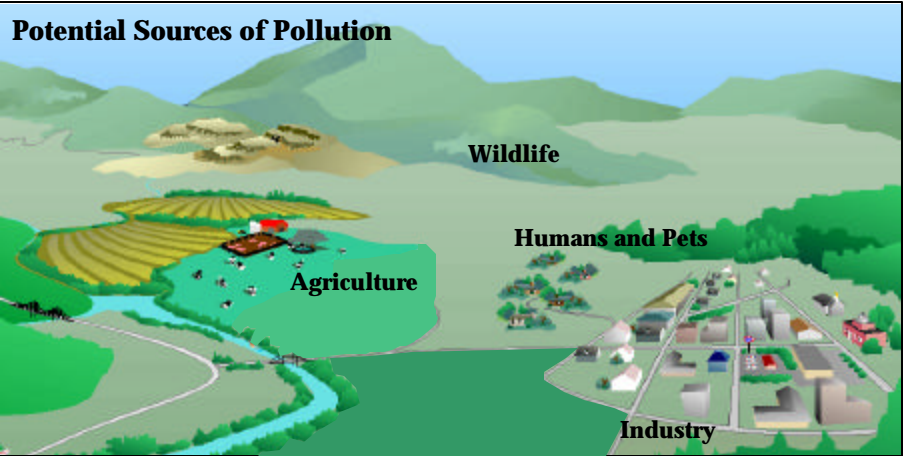 Potential Sources of Pollution
Wildlife
Humans and Pets
Agriculture
Industry